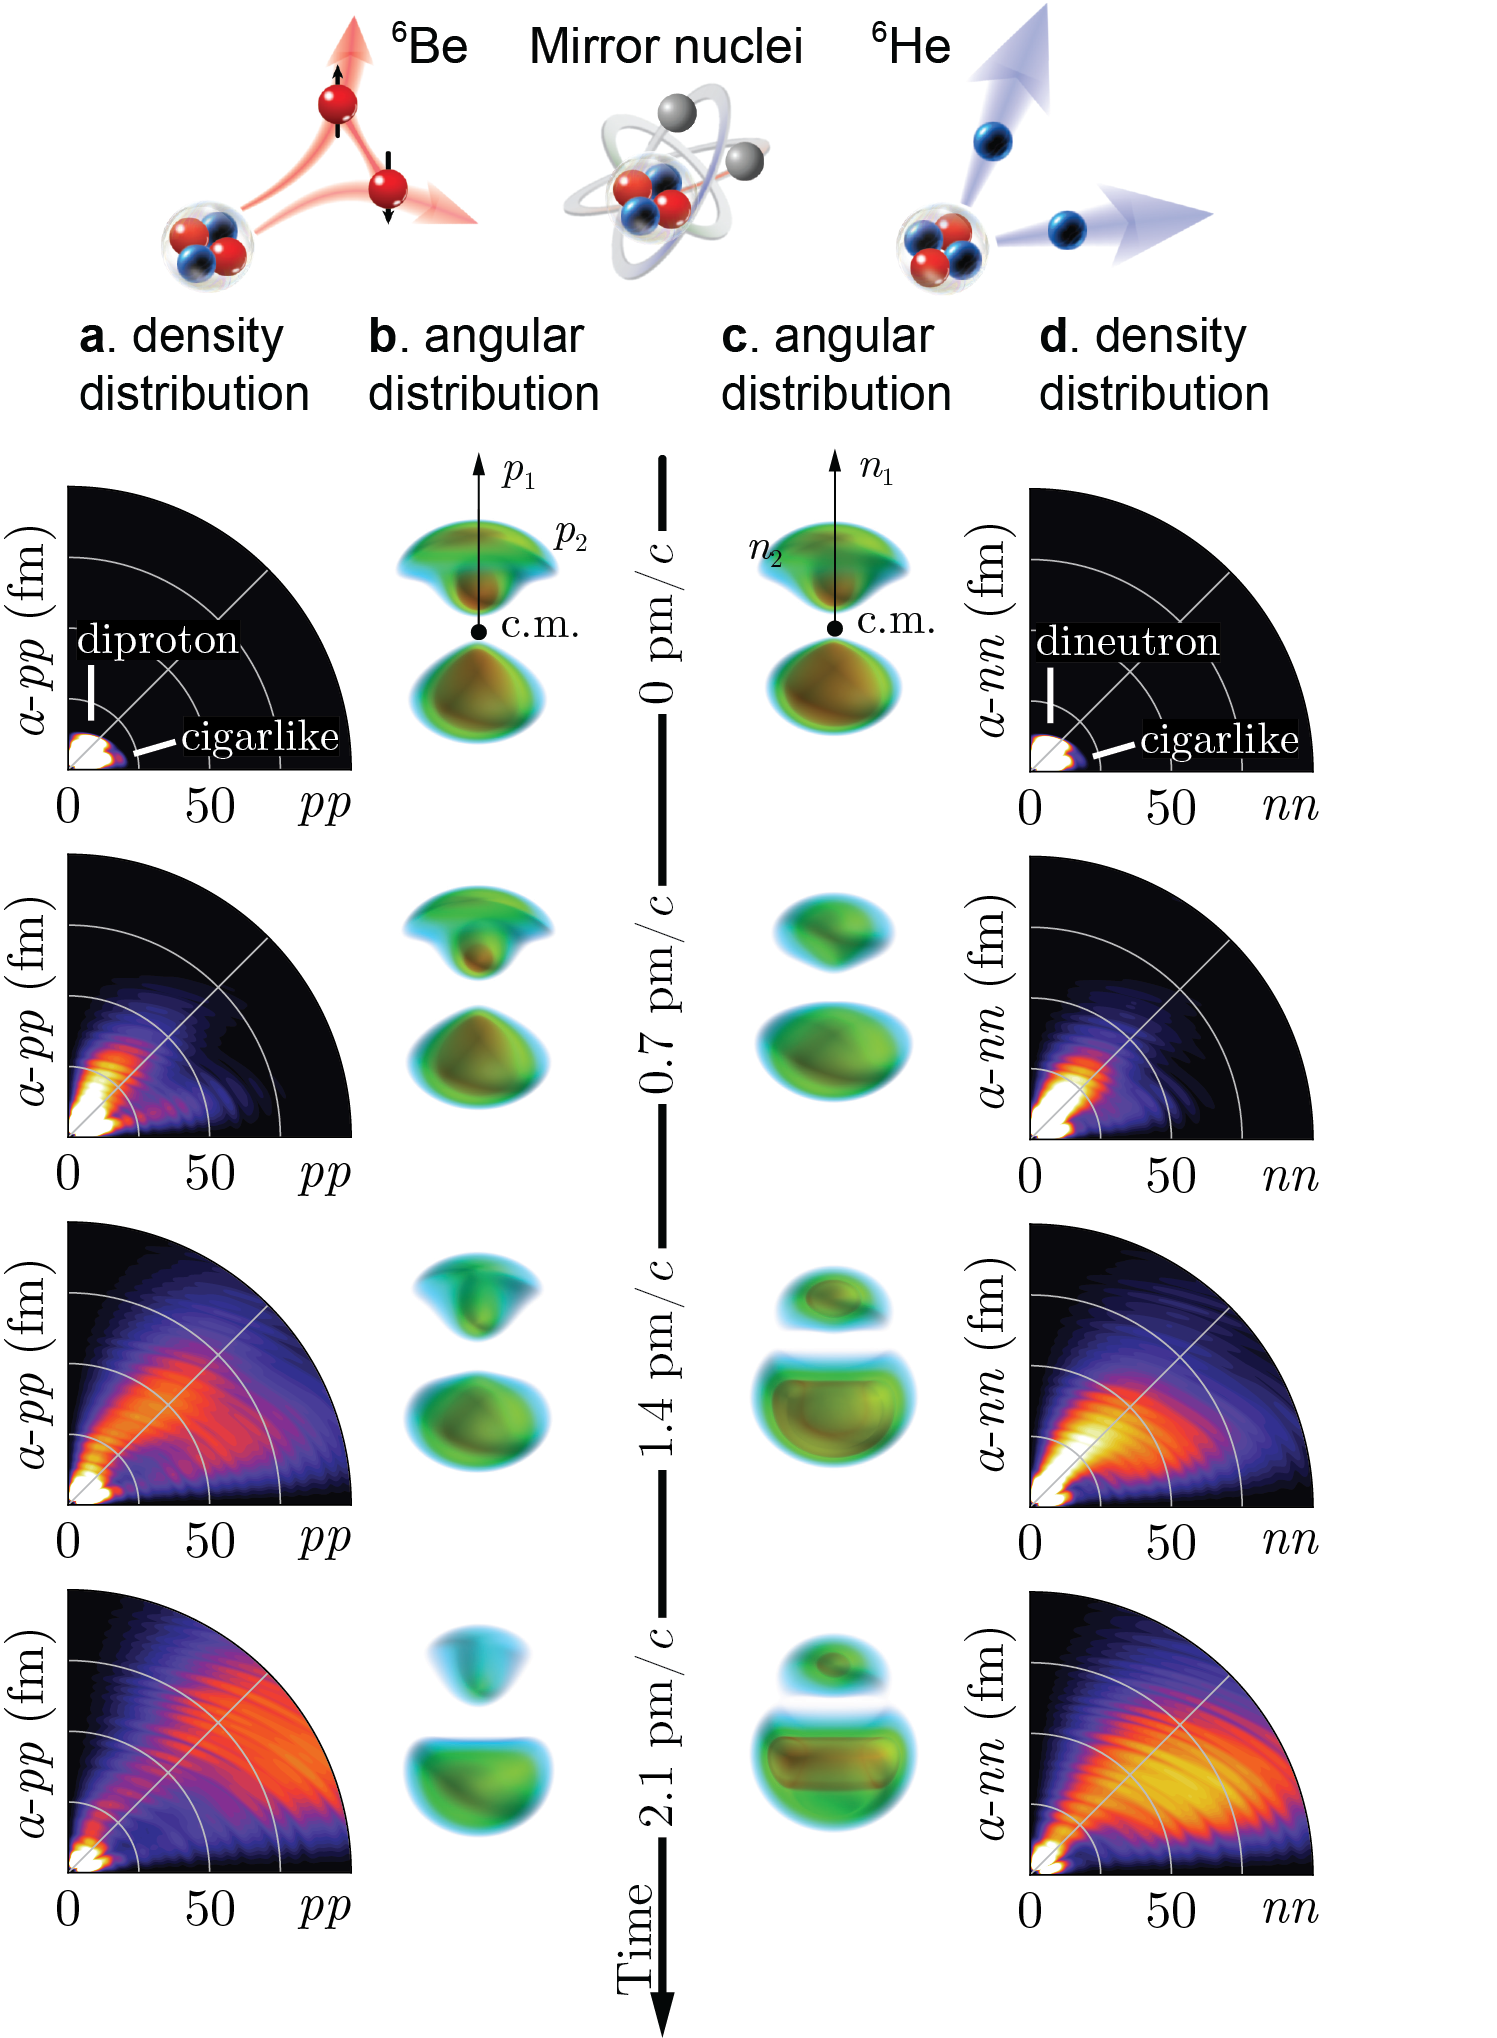 ⁶Be Mirror nuclei ⁶He
a. density
distribution
b. angular
distribution
c. angular
distribution
d. density
distribution
a-pp (fm)
diproton
cigarlike
0 50 pp
p₁
p₂
c.m.
0 pm/c
n₁
n₂
c.m.
a-nn (fm)
dineutron
cigarlike
0 50 nn
a-pp (fm)
0 50 pp
0.7 pm/c
a-nn (fm)
0 50 nn
a-pp (fm)
0 50 pp
1.4 pm/c
a-nn (fm)
0 50 nn
a-pp (fm)
0 50 pp
2.1 pm/c
a-nn (fm)
0 50 nn
Time